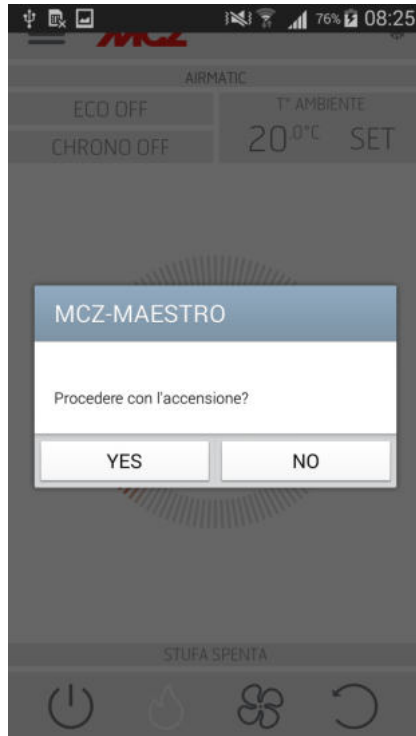 76% 08:25
MCZ
AIRMATIC
ECO OFF
T° AMBIENTE
CHRONO OFF
20.0°C SET
MCZ-MAESTRO
Procedere con l'accensione?
YES NO
STUFA SPENTA